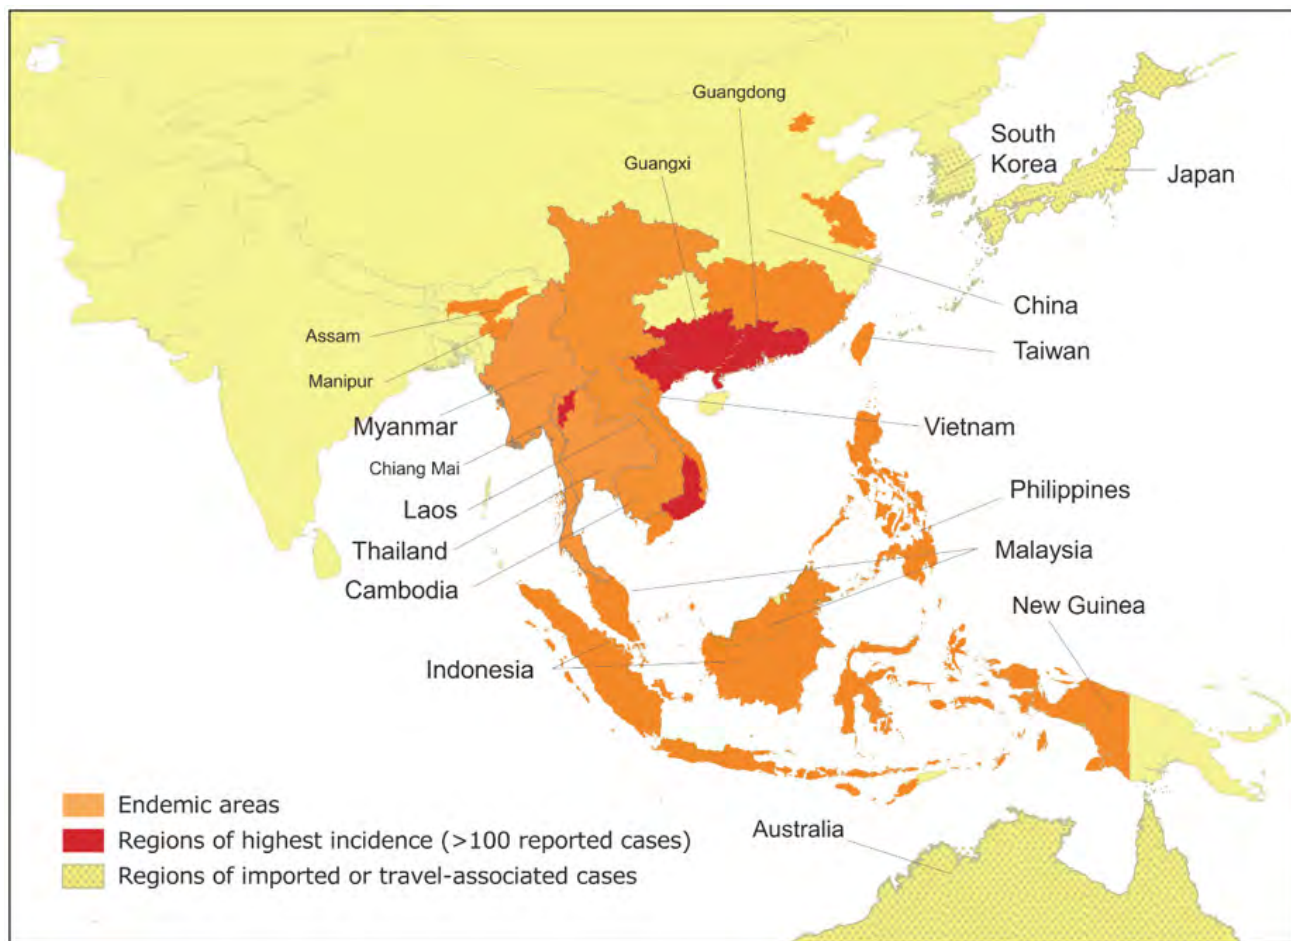 Guangdong
South
Korea
Guangxi
Japan
China
Assam
Taiwan
Manipur
Myanmar
Vietnam
Chiang Mai
Philippines
Laos
Thailand
Malaysia
Cambodia
New Guinea
Indonesia
Endemic areas
Australia
Regions of highest incidence (>100 reported cases)
Regions of imported or travel-associated cases